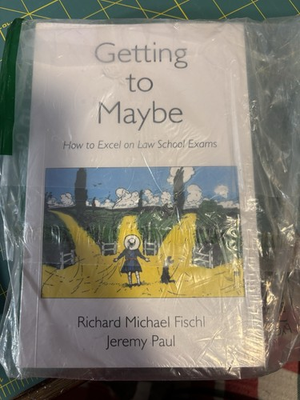 Getting
to
Maybe
How to Excel on Law School Exams
Richard Michael Fischl
Jeremy Paul